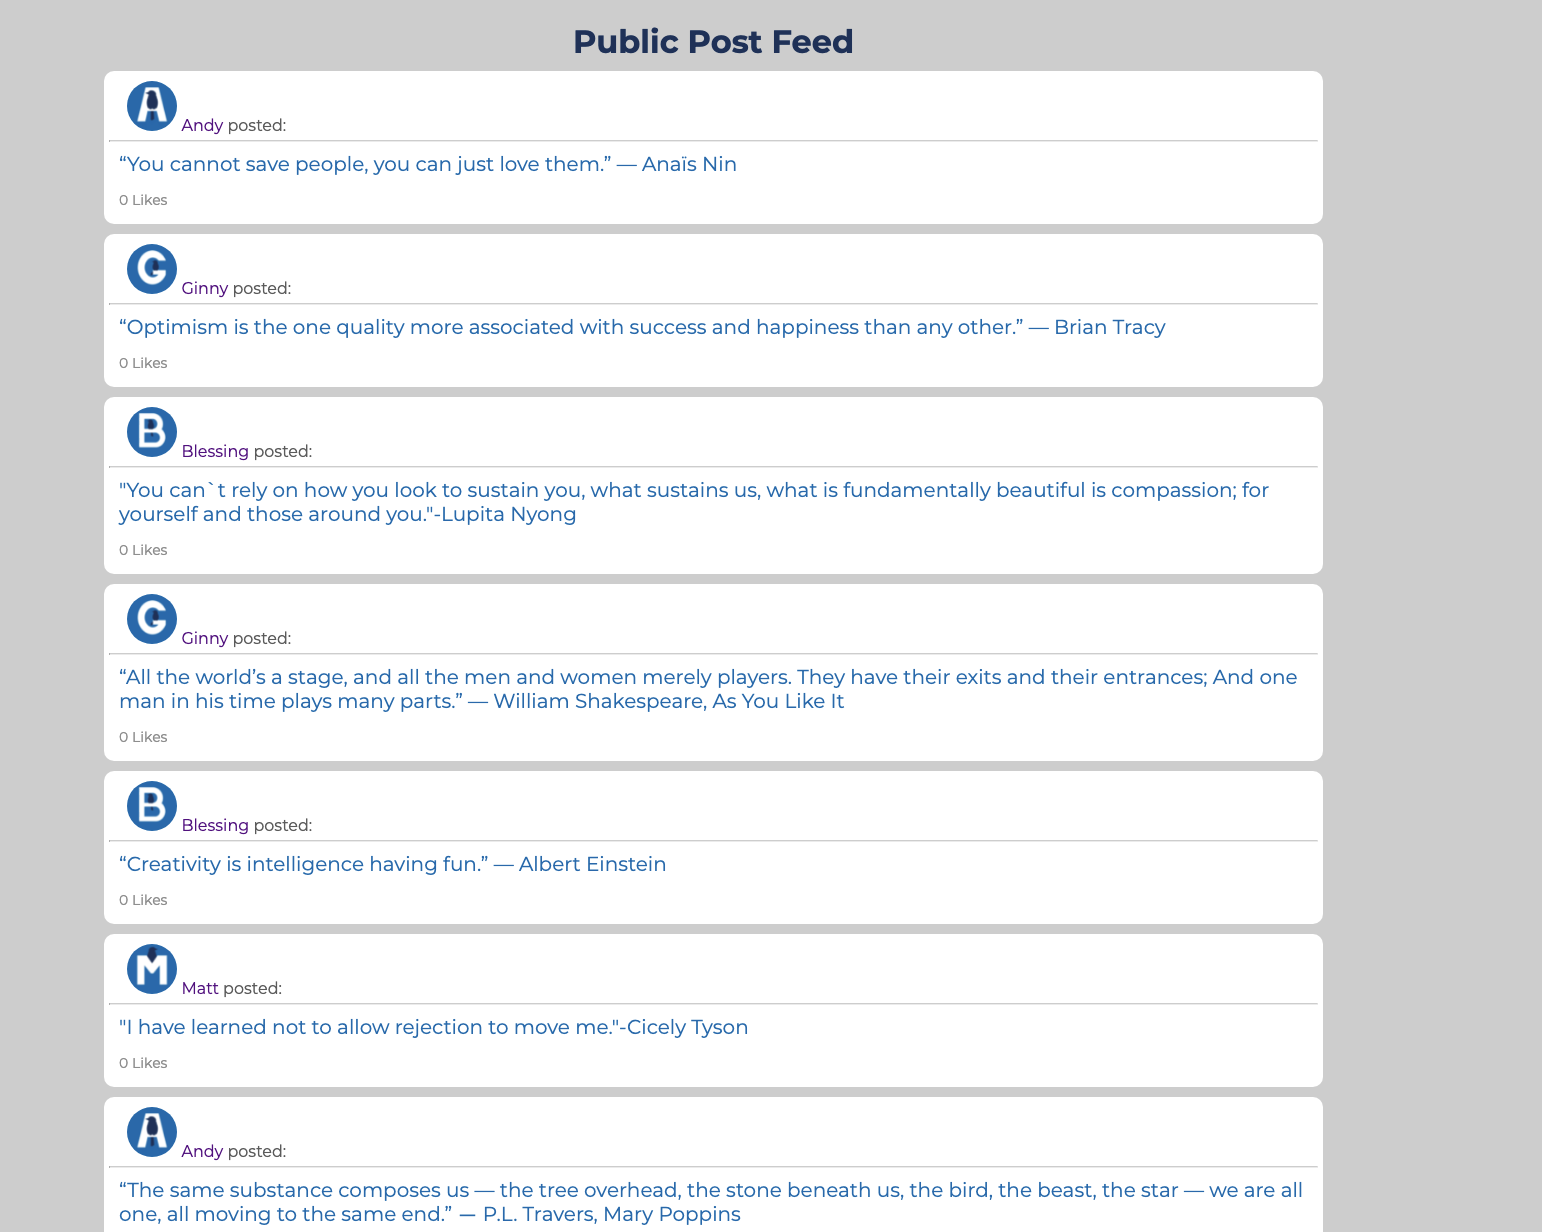 Public Post Feed
A
Andy posted:
“You cannot save people, you can just love them.” — Anaïs Nin
0 Likes
G
Ginny posted:
“Optimism is the one quality more associated with success and happiness than any other.” — Brian Tracy
0 Likes
B
Blessing posted:
"You can`t rely on how you look to sustain you, what sustains us, what is fundamentally beautiful is compassion; for
yourself and those around you."-Lupita Nyong
0 Likes
G
Ginny posted:
“All the world’s a stage, and all the men and women merely players. They have their exits and their entrances; And one
man in his time plays many parts.” — William Shakespeare, As You Like It
0 Likes
B
Blessing posted:
“Creativity is intelligence having fun.” — Albert Einstein
0 Likes
M
Matt posted:
"I have learned not to allow rejection to move me."-Cicely Tyson
0 Likes
A
Andy posted:
“The same substance composes us — the tree overhead, the stone beneath us, the bird, the beast, the star — we are all
one, all moving to the same end.” ― P.L. Travers, Mary Poppins